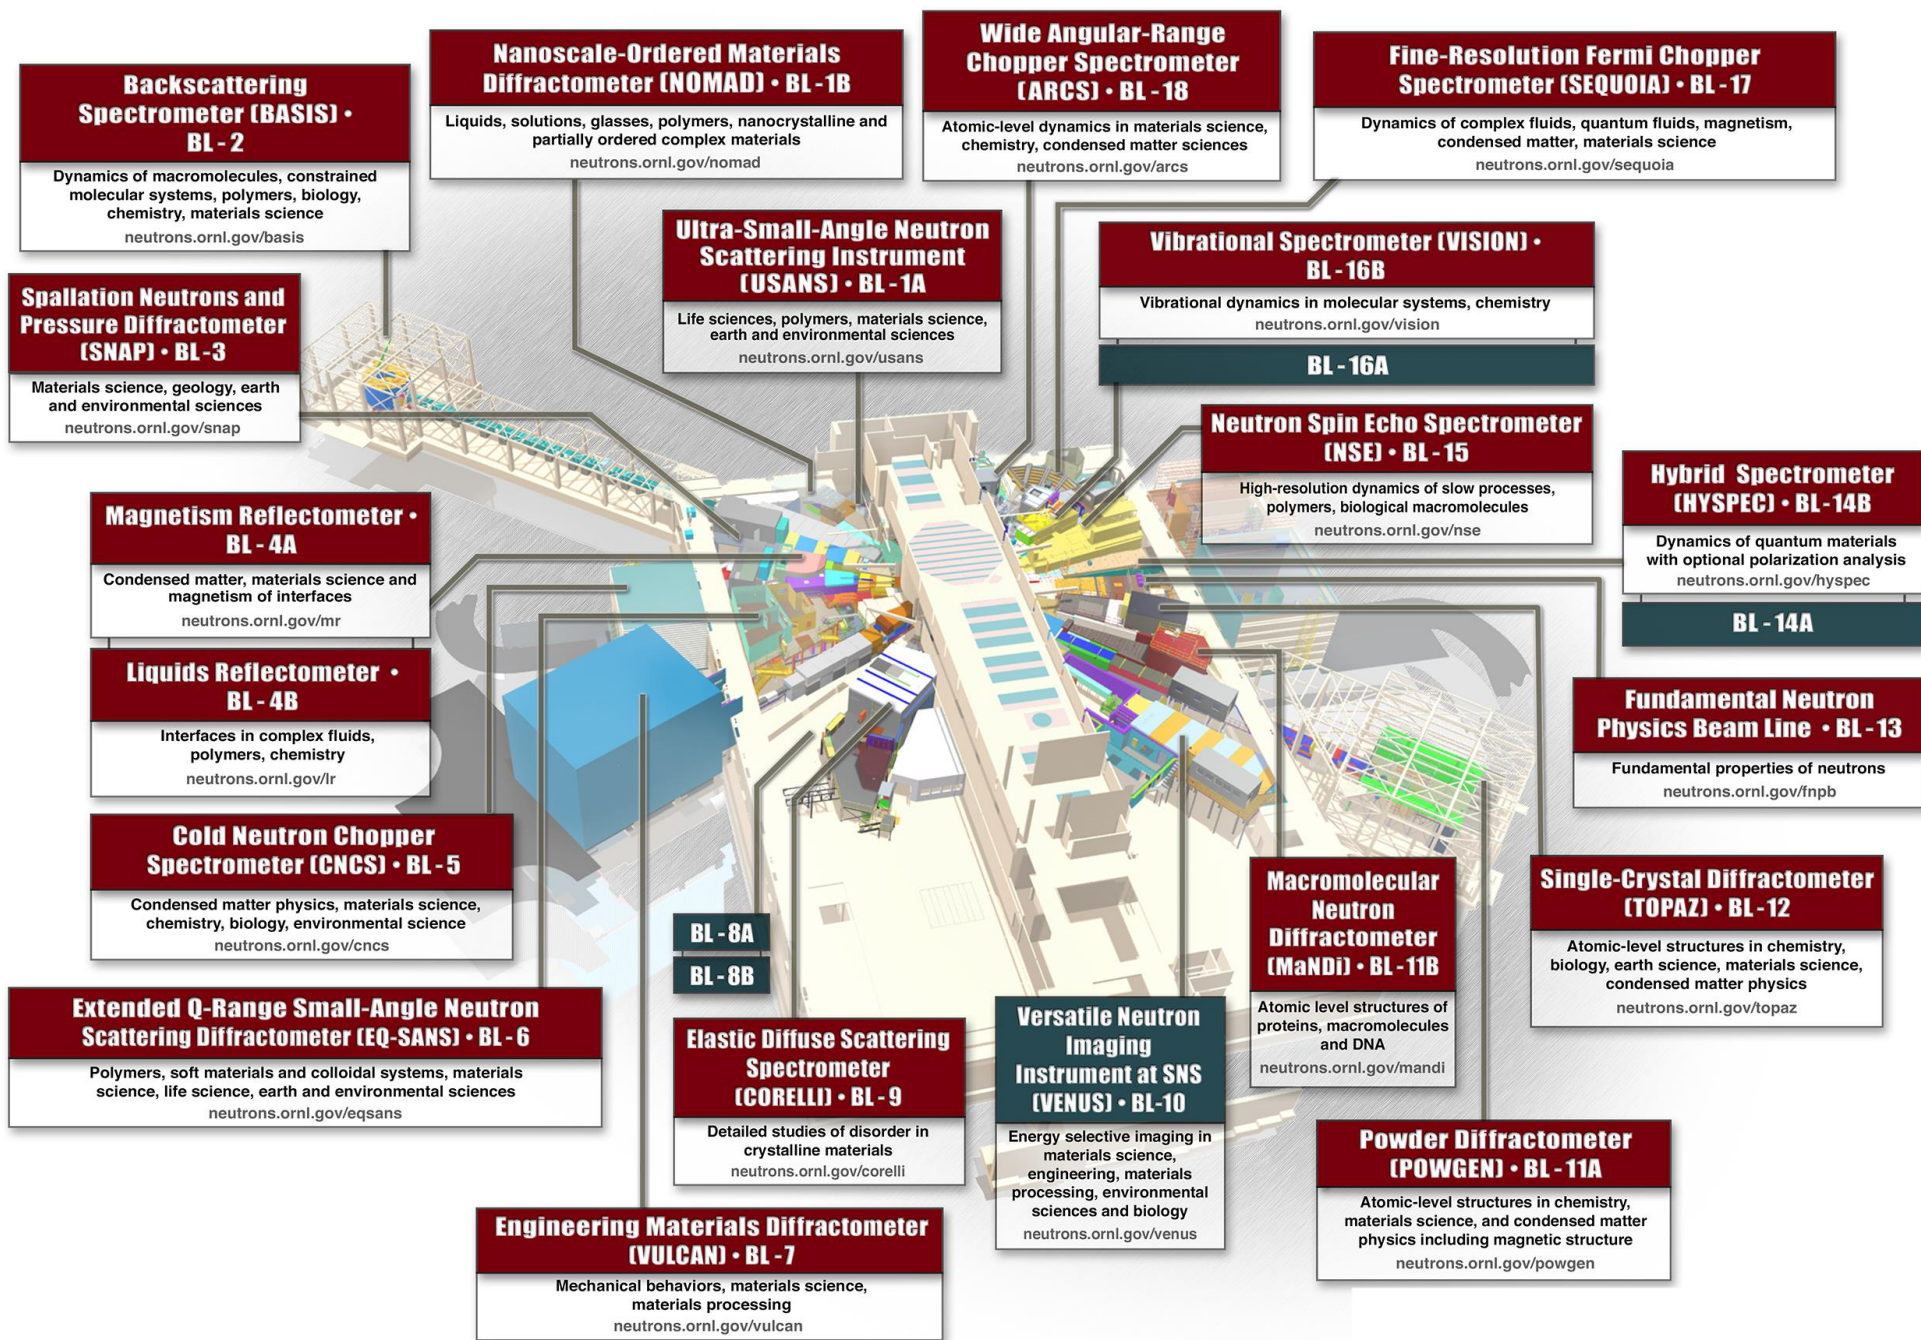 Backscattering
Spectrometer (BASIS) •
BL - 2
Dynamics of macromolecules, constrained
molecular systems, polymers, biology,
chemistry, materials science
neutrons.ornl.gov/basis
Nanoscale-Ordered Materials
Diffractometer (NOMAD) • BL - 1B
Liquids, solutions, glasses, polymers, nanocrystalline and
partially ordered complex materials
neutrons.ornl.gov/nomad
Wide Angular-Range
Chopper Spectrometer
(ARCS) • BL - 18
Atomic-level dynamics in materials science,
chemistry, condensed matter sciences
neutrons.ornl.gov/arcs
Fine-Resolution Fermi Chopper
Spectrometer (SEQUOIA) • BL - 17
Dynamics of complex fluids, quantum fluids, magnetism,
condensed matter, materials science
neutrons.ornl.gov/sequoia
Ultra-Small-Angle Neutron
Scattering Instrument
(USANS) • BL - 1A
Life sciences, polymers, materials science,
earth and environmental sciences
neutrons.ornl.gov/usans
Vibrational Spectrometer (VISION) •
BL - 16B
Vibrational dynamics in molecular systems, chemistry
neutrons.ornl.gov/vision
BL - 16A
Spallation Neutrons and
Pressure Diffractometer
(SNAP) • BL - 3
Materials science, geology, earth
and environmental sciences
neutrons.ornl.gov/snap
Neutron Spin Echo Spectrometer
(NSE) • BL - 15
High-resolution dynamics of slow processes,
polymers, biological macromolecules
neutrons.ornl.gov/nse
Hybrid Spectrometer
(HYSPEC) • BL - 14B
Dynamics of quantum materials
with optional polarization analysis
neutrons.ornl.gov/hyspec
BL - 14A
Magnetism Reflectometer •
BL - 4A
Condensed matter, materials science and
magnetism of interfaces
neutrons.ornl.gov/mr
Liquids Reflectometer •
BL - 4B
Interfaces in complex fluids,
polymers, chemistry
neutrons.ornl.gov/lr
Fundamental Neutron
Physics Beam Line • BL - 13
Fundamental properties of neutrons
neutrons.ornl.gov/fnpb
Cold Neutron Chopper
Spectrometer (CNCS) • BL - 5
Condensed matter physics, materials science,
chemistry, biology, environmental science
neutrons.ornl.gov/cncs
BL - 8A
BL - 8B
Macromolecular
Neutron
Diffractometer
(MaNDi) • BL - 11B
Atomic level structures of
proteins, macromolecules
and DNA
neutrons.ornl.gov/mandi
Single-Crystal Diffractometer
(TOPAZ) • BL - 12
Atomic-level structures in chemistry,
biology, earth science, materials science,
condensed matter physics
neutrons.ornl.gov/topaz
Extended Q-Range Small-Angle Neutron
Scattering Diffractometer (EQ-SANS) • BL - 6
Polymers, soft materials and colloidal systems, materials
science, life science, earth and environmental sciences
neutrons.ornl.gov/eqsans
Elastic Diffuse Scattering
Spectrometer
(CORELLI) • BL - 9
Detailed studies of disorder in
crystalline materials
neutrons.ornl.gov/corelli
Versatile Neutron
Imaging
Instrument at SNS
(VENUS) • BL-10
Energy selective imaging in
materials science,
engineering, materials
processing, environmental
sciences and biology
neutrons.ornl.gov/venus
Powder Diffractometer
(POWGEN) • BL - 11A
Atomic-level structures in chemistry,
materials science, and condensed matter
physics including magnetic structure
neutrons.ornl.gov/powgen
Engineering Materials Diffractometer
(VULCAN) • BL - 7
Mechanical behaviors, materials science,
materials processing
neutrons.ornl.gov/vulcan